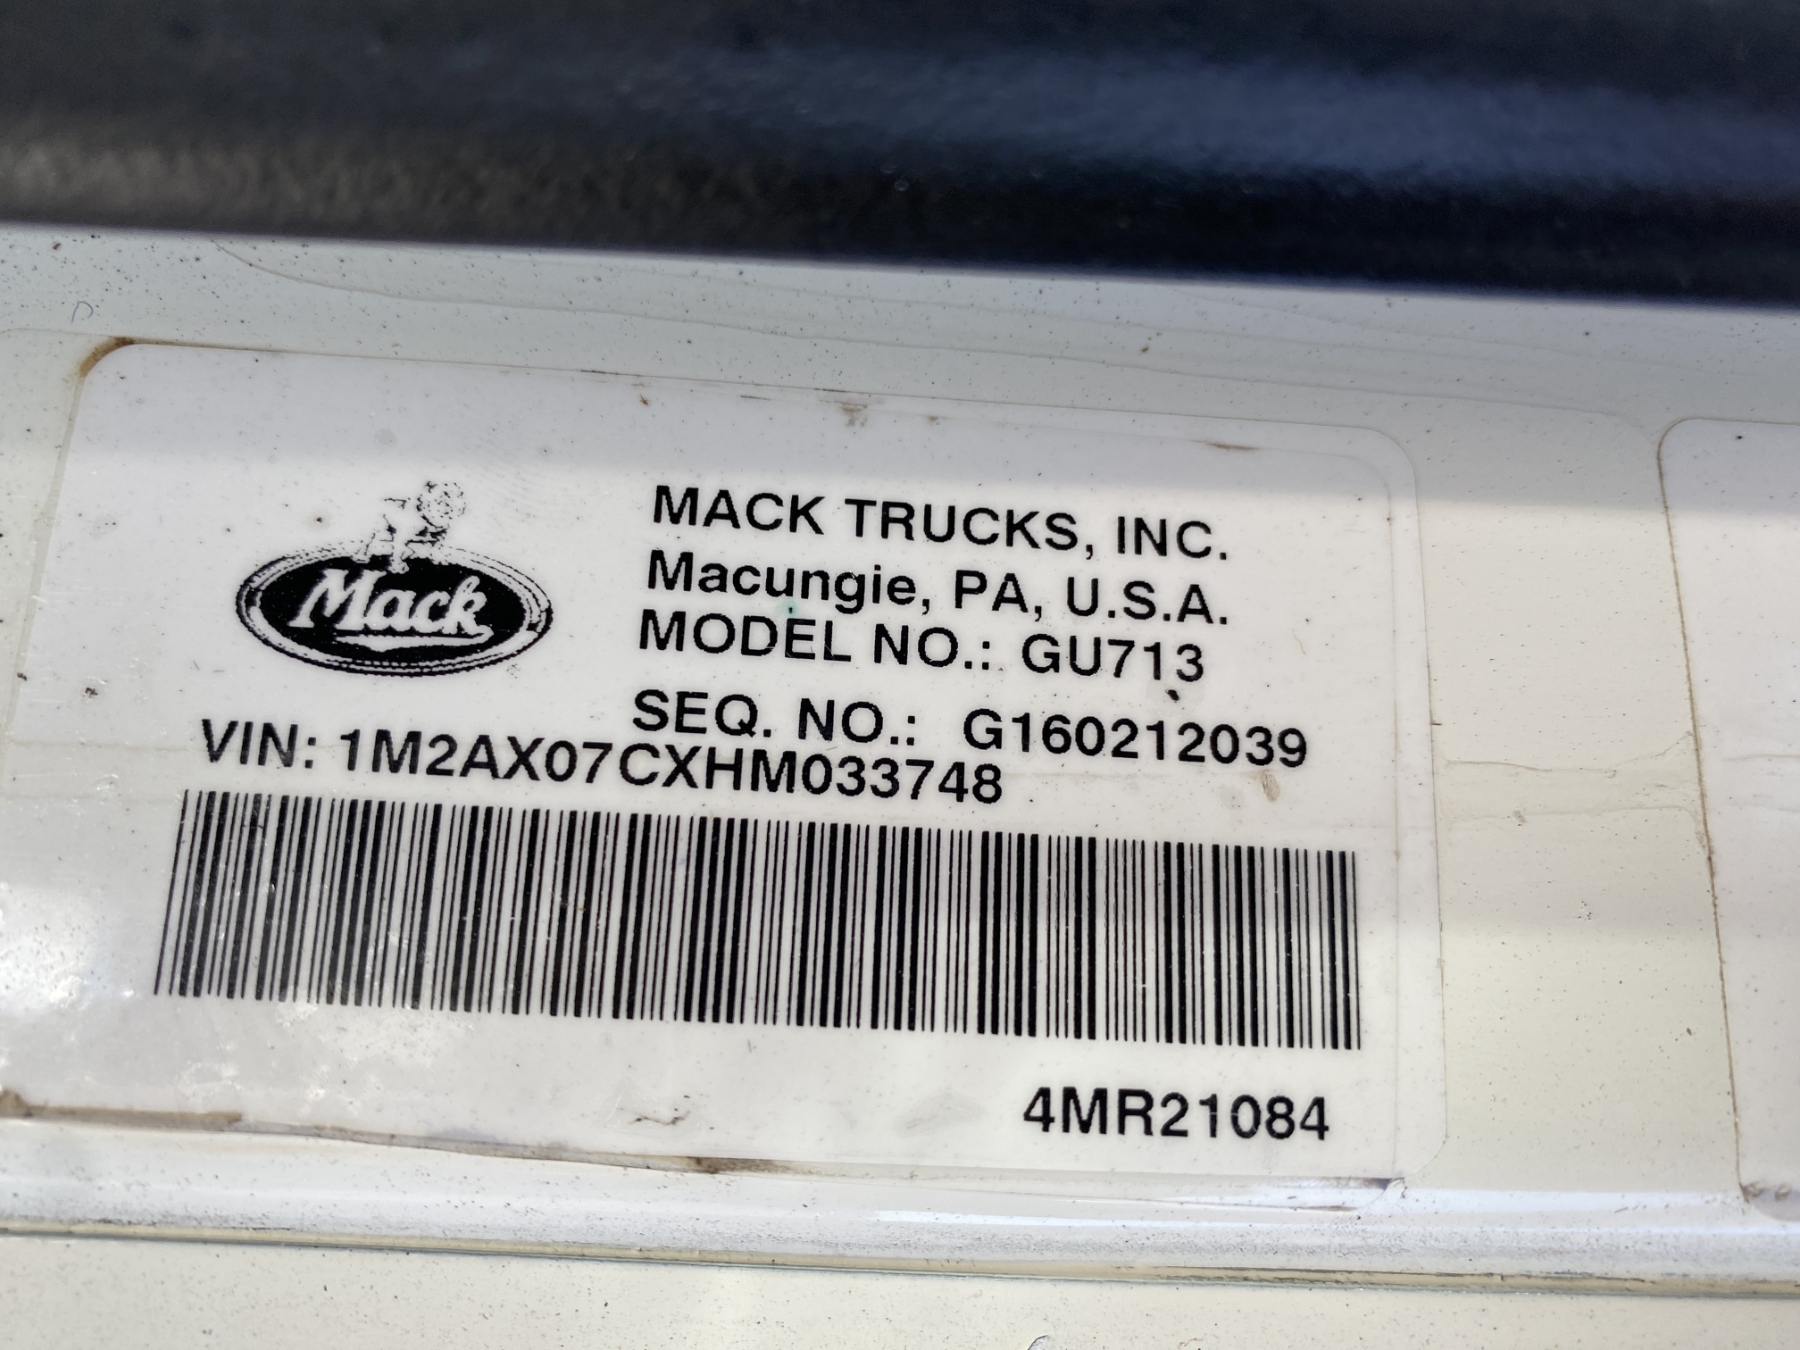 Mack
MACK TRUCKS, INC.
Macungie, PA, U.S.A.
MODEL NO.: GU713
SEQ. NO.: G160212039
VIN: 1M2AX07CXHM033748
4MR21084